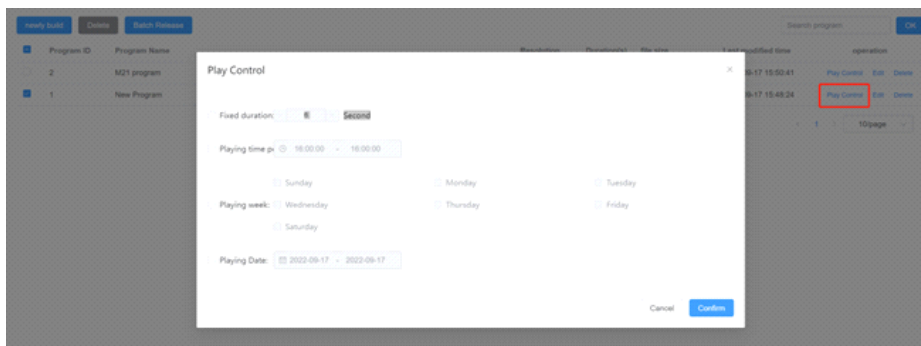 newly build Delete Batch Release Search program OK
Program ID Program Name Resolution Duration(s) file size Last modified time operation
2 M21 program 09-17 15:50:41 Play Control Edit Delete
1 New Program 09-17 15:49:24 Play Control Edit Delete
1 10/page
Play Control
Fixed duration: Second
Playing time pe 16:00:00 - 16:00:00
Sunday Monday Tuesday
Playing week: Wednesday Thursday Friday
Saturday
Playing Date: 2022-09-17 - 2022-09-17
Cancel Confirm